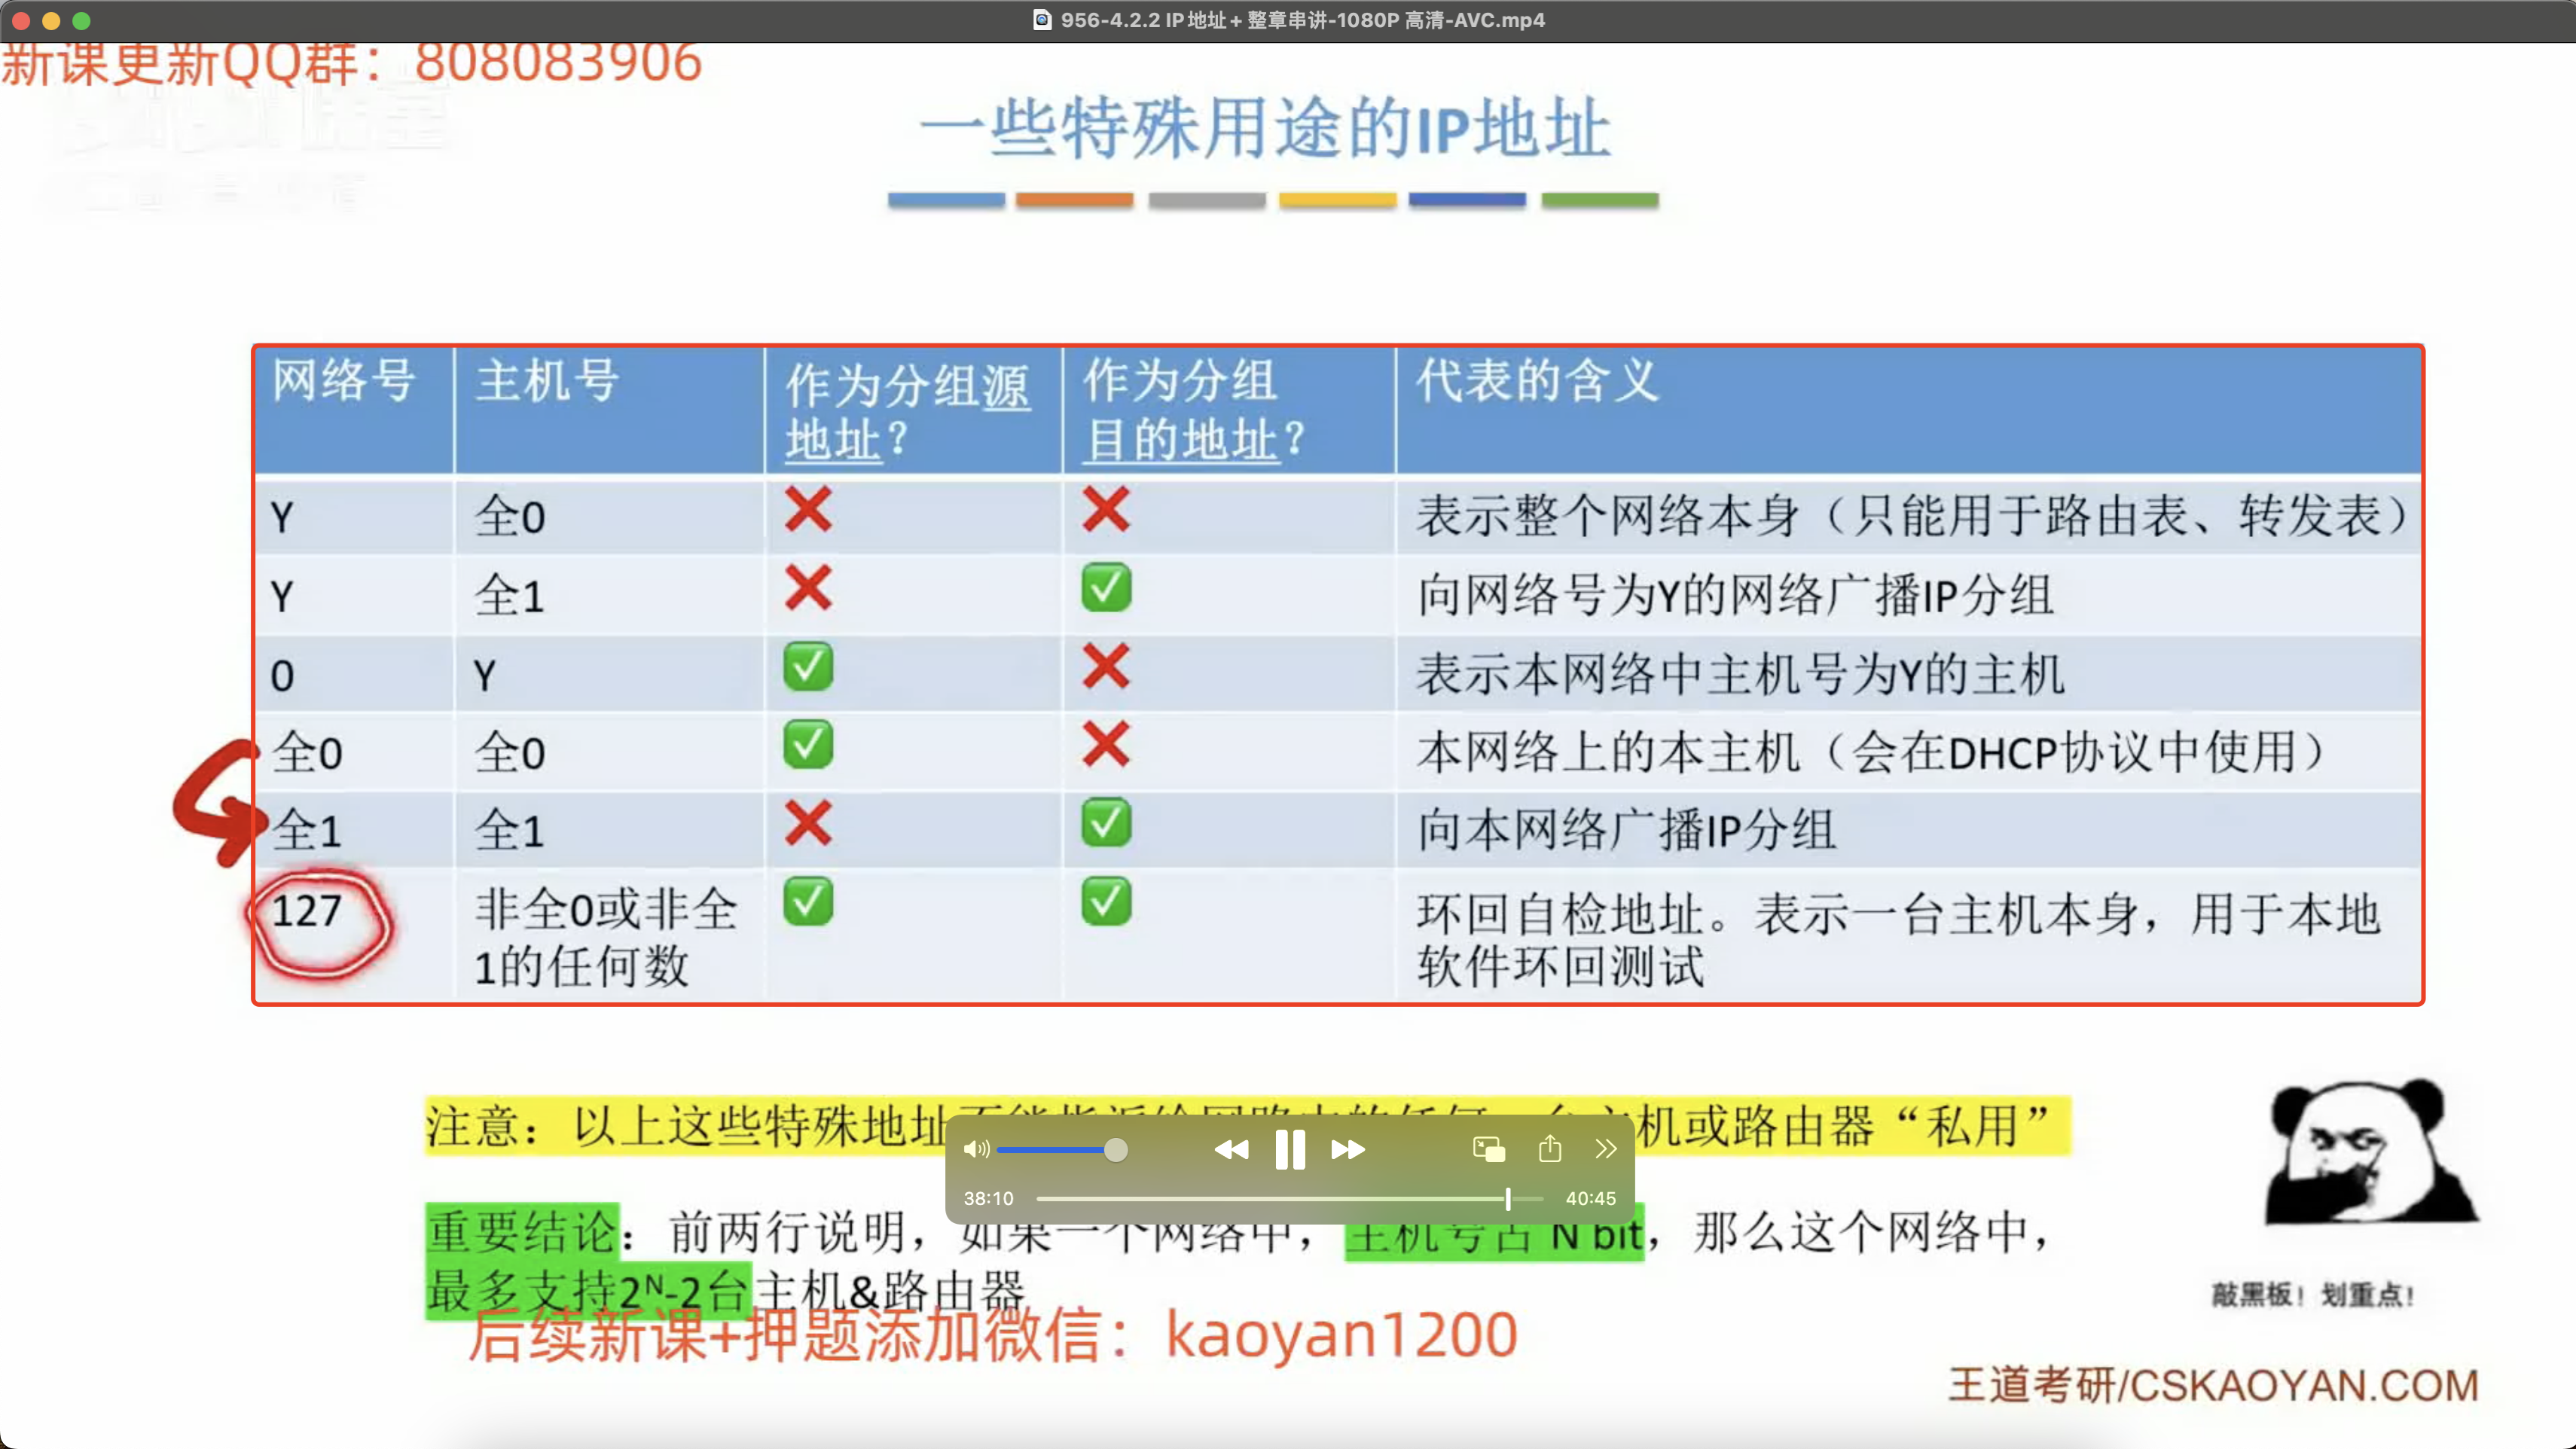 956-4.2.2 IP地址+ 整章串讲-1080P 高清-AVC.mp4
新课更新QQ群：808083906
一些特殊用途的IP地址
网络号 主机号 作为分组源地址？ 作为分组目的地址？ 代表的含义
Y 全0 ❌ ❌ 表示整个网络本身（只能用于路由表、转发表）
Y 全1 ❌ ✅ 向网络号为Y的网络广播IP分组
0 Y ✅ ❌ 表示本网络中主机号为Y的主机
全0 全0 ✅ ❌ 本网络上的本主机（会在DHCP协议中使用）
全1 全1 ❌ ✅ 向本网络广播IP分组
127 非全0或非全1的任何数 ✅ ✅ 环回自检地址。表示一台主机本身，用于本地软件环回测试
注意：以上这些特殊地址 主机或路由器“私用”
38:10 40:45
重要结论：前两行说明，如果一个网络中，主机号占 N bit，那么这个网络中，
最多支持2ᴺ-2台主机&路由器
后续新课+押题添加微信：kaoyan1200
敲黑板！划重点！
王道考研/CSKAOYAN.COM